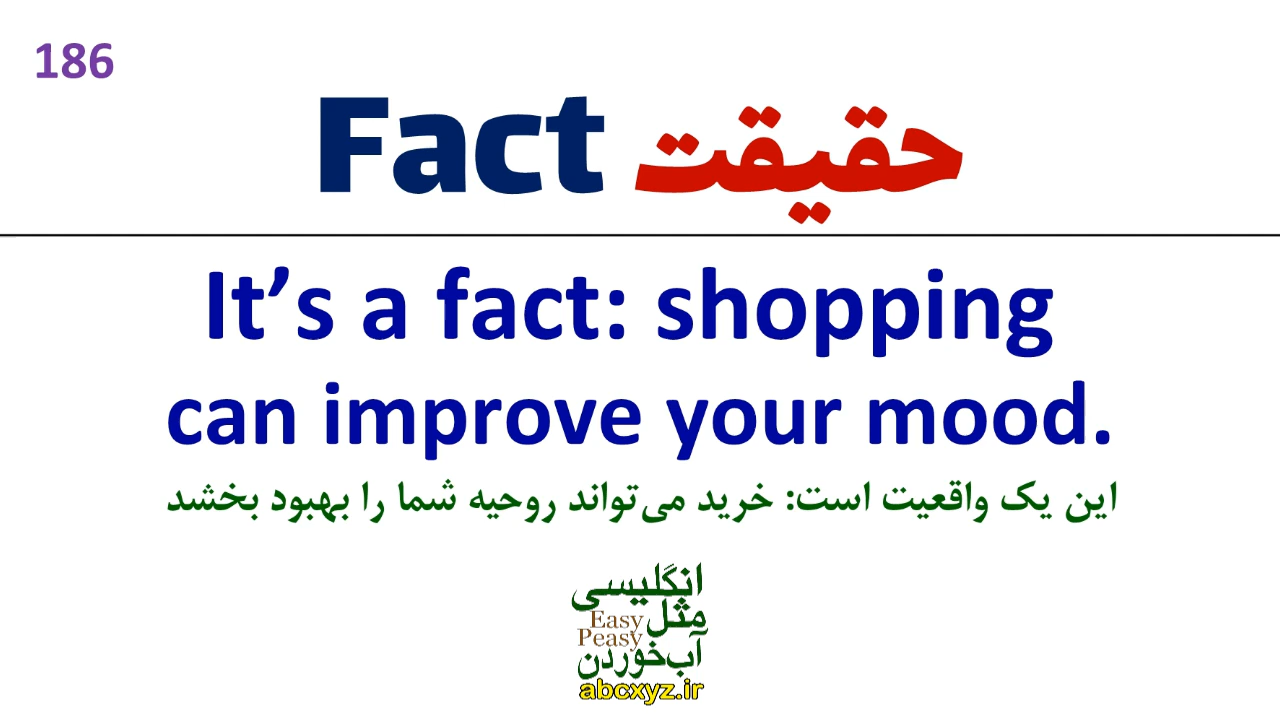 186
Fact حقیقت
It’s a fact: shopping
can improve your mood.
این یک واقعیت است: خرید می‌تواند روحیه شما را بهبود بخشد
انگلیسی
مثل
Easy
Peasy
آب‌خوردن
abcxyz.ir